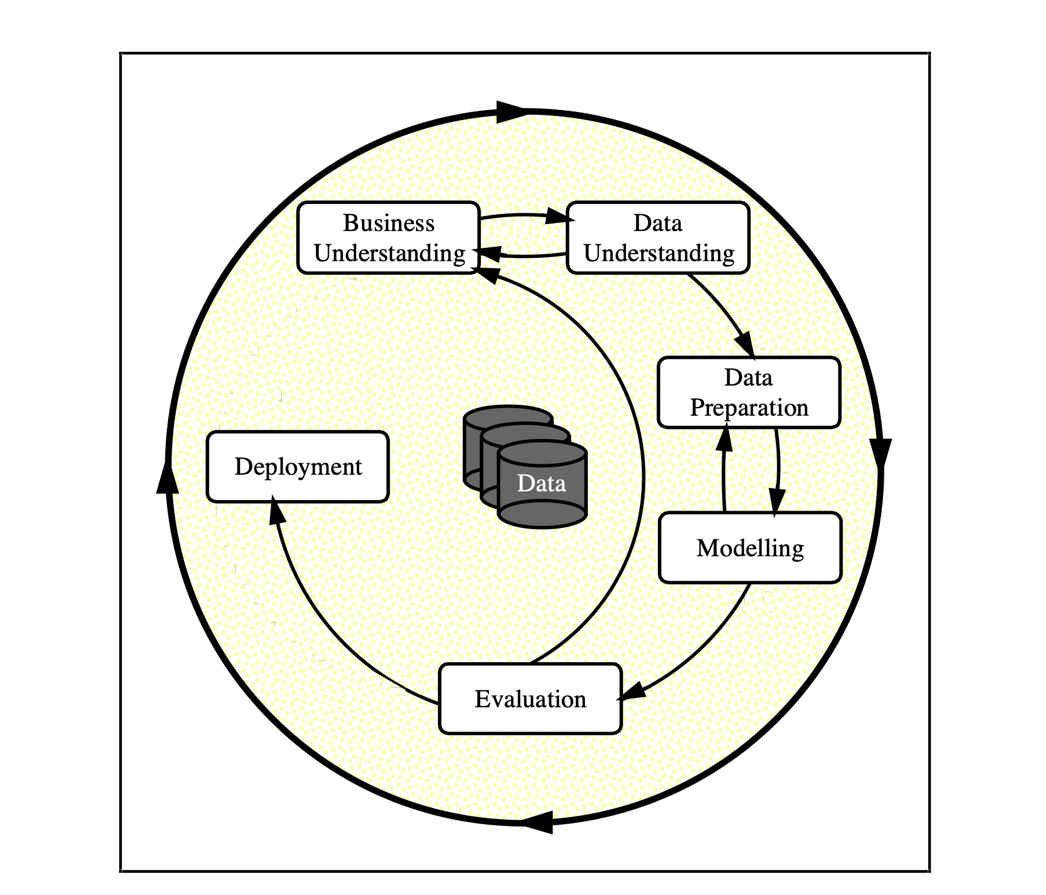 Business
Understanding
Data
Understanding
Data
Preparation
Deployment
Data
Modelling
Evaluation